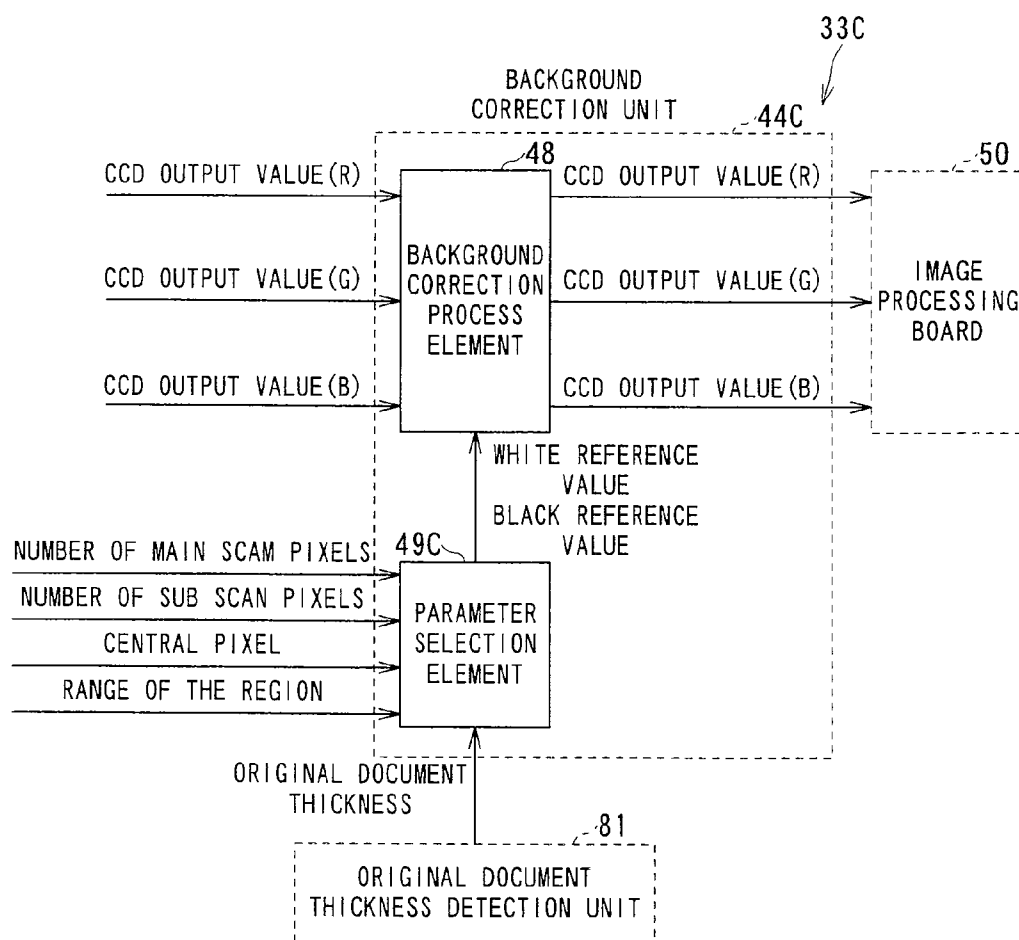 33C
BACKGROUND
CORRECTION UNIT
44C
48
50
CCD OUTPUT VALUE(R)
CCD OUTPUT VALUE(R)
CCD OUTPUT VALUE(G)
BACKGROUND
CORRECTION
PROCESS
ELEMENT
CCD OUTPUT VALUE(G)
IMAGE
PROCESSING
BOARD
CCD OUTPUT VALUE(B)
CCD OUTPUT VALUE(B)
WHITE REFERENCE
VALUE
BLACK REFERENCE
VALUE
49C
NUMBER OF MAIN SCAM PIXELS
NUMBER OF SUB SCAN PIXELS
CENTRAL PIXEL
RANGE OF THE REGION
PARAMETER
SELECTION
ELEMENT
ORIGINAL DOCUMENT
THICKNESS
81
ORIGINAL DOCUMENT
THICKNESS DETECTION UNIT